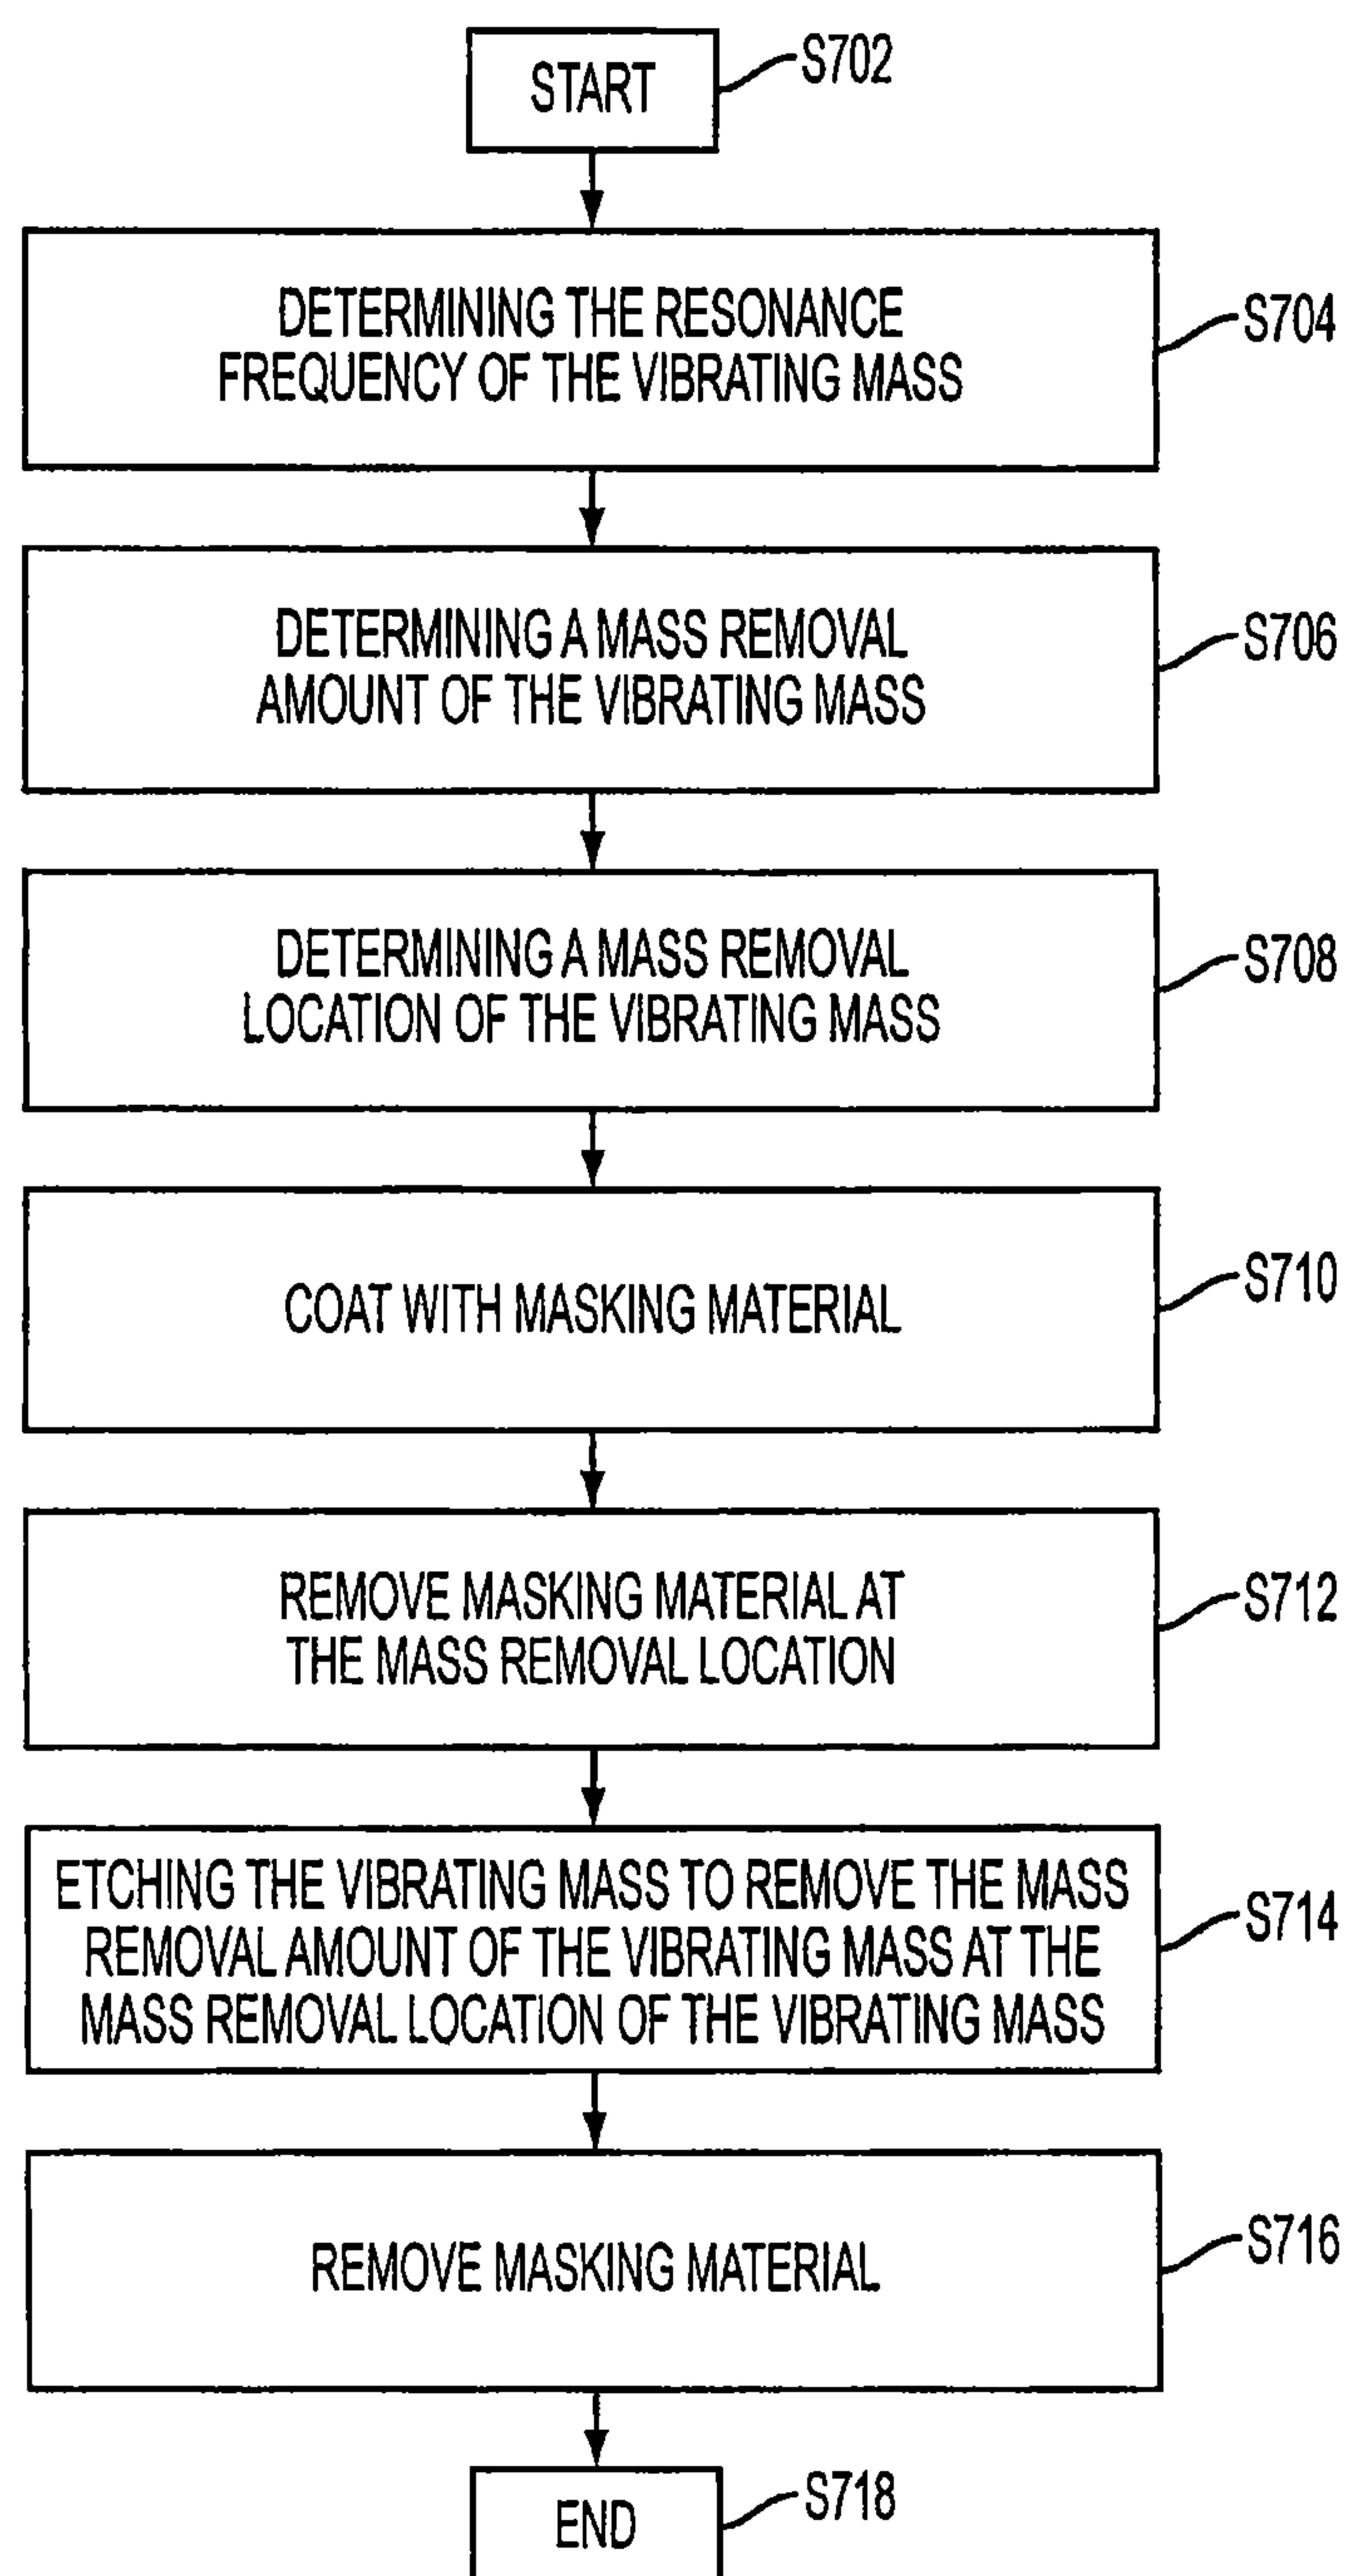 START
S702
DETERMINING THE RESONANCE
FREQUENCY OF THE VIBRATING MASS
S704
DETERMINING A MASS REMOVAL
AMOUNT OF THE VIBRATING MASS
S706
DETERMINING A MASS REMOVAL
LOCATION OF THE VIBRATING MASS
S708
COAT WITH MASKING MATERIAL
S710
REMOVE MASKING MATERIAL AT
THE MASS REMOVAL LOCATION
S712
ETCHING THE VIBRATING MASS TO REMOVE THE MASS
REMOVAL AMOUNT OF THE VIBRATING MASS AT THE
MASS REMOVAL LOCATION OF THE VIBRATING MASS
S714
REMOVE MASKING MATERIAL
S716
END
S718